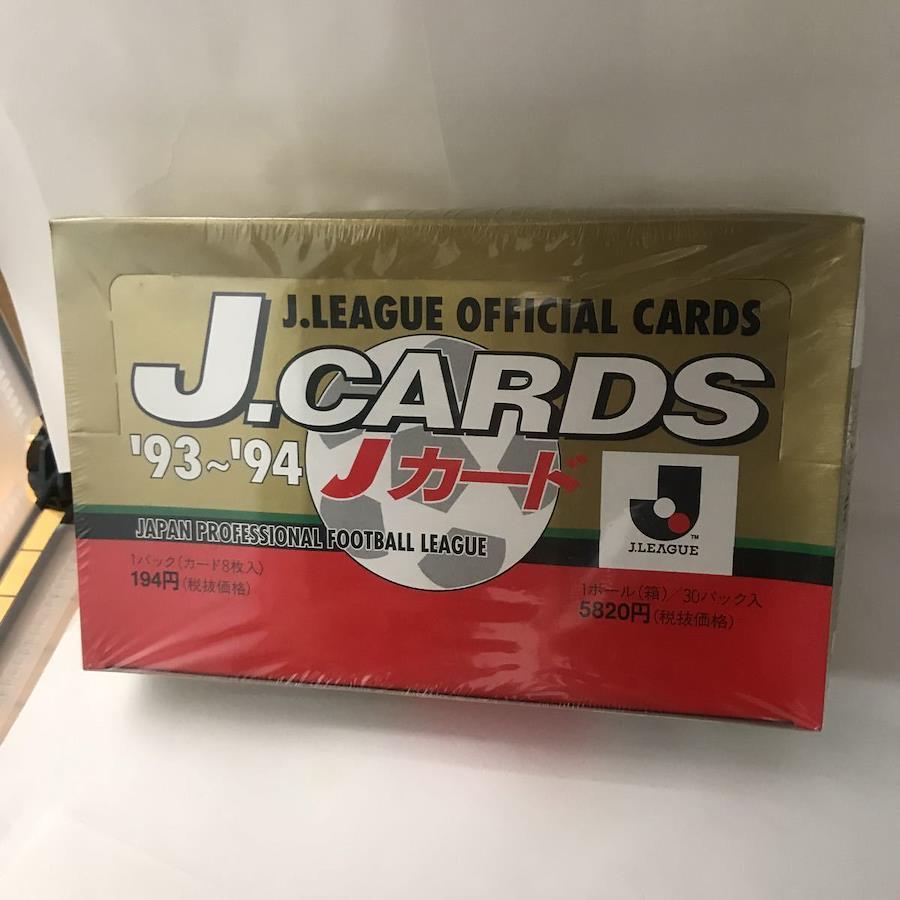 J.LEAGUE OFFICIAL CARDS
J.CARDS
'93~'94
Jカード
J.LEAGUE
TM
JAPAN PROFESSIONAL FOOTBALL LEAGUE
1パック(カード8枚入)
194円(税抜価格)
1ボール(箱)/30パック入
5820円(税抜価格)